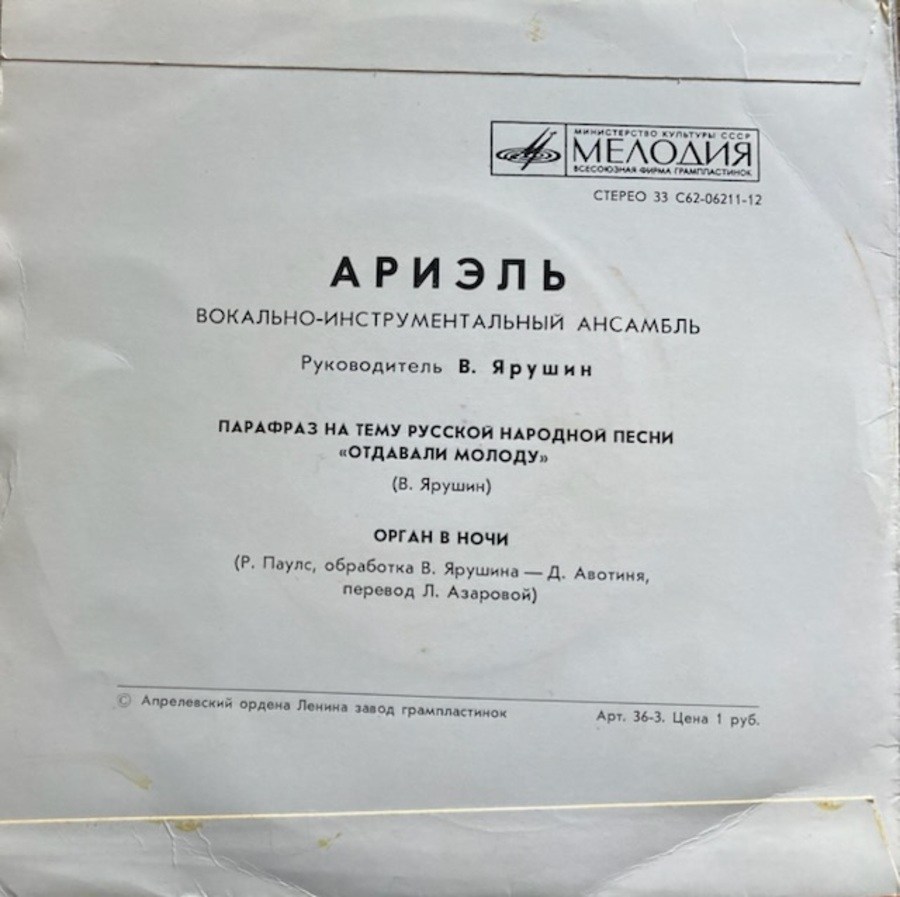 МИНИСТЕРСТВО КУЛЬТУРЫ СССР
МЕЛОДИЯ
ВСЕСОЮЗНАЯ ФИРМА ГРАМПЛАСТИНОК
СТЕРЕО 33 С62-06211-12
АРИЭЛЬ
ВОКАЛЬНО-ИНСТРУМЕНТАЛЬНЫЙ АНСАМБЛЬ
Руководитель В. Ярушин
ПАРАФРАЗ НА ТЕМУ РУССКОЙ НАРОДНОЙ ПЕСНИ
«ОТДАВАЛИ МОЛОДУ»
(В. Ярушин)
ОРГАН В НОЧИ
(Р. Паулс, обработка В. Ярушина — Д. Авотиня,
перевод Л. Азаровой)
© Апрелевский ордена Ленина завод грампластинок
Арт. 36-3. Цена 1 руб.